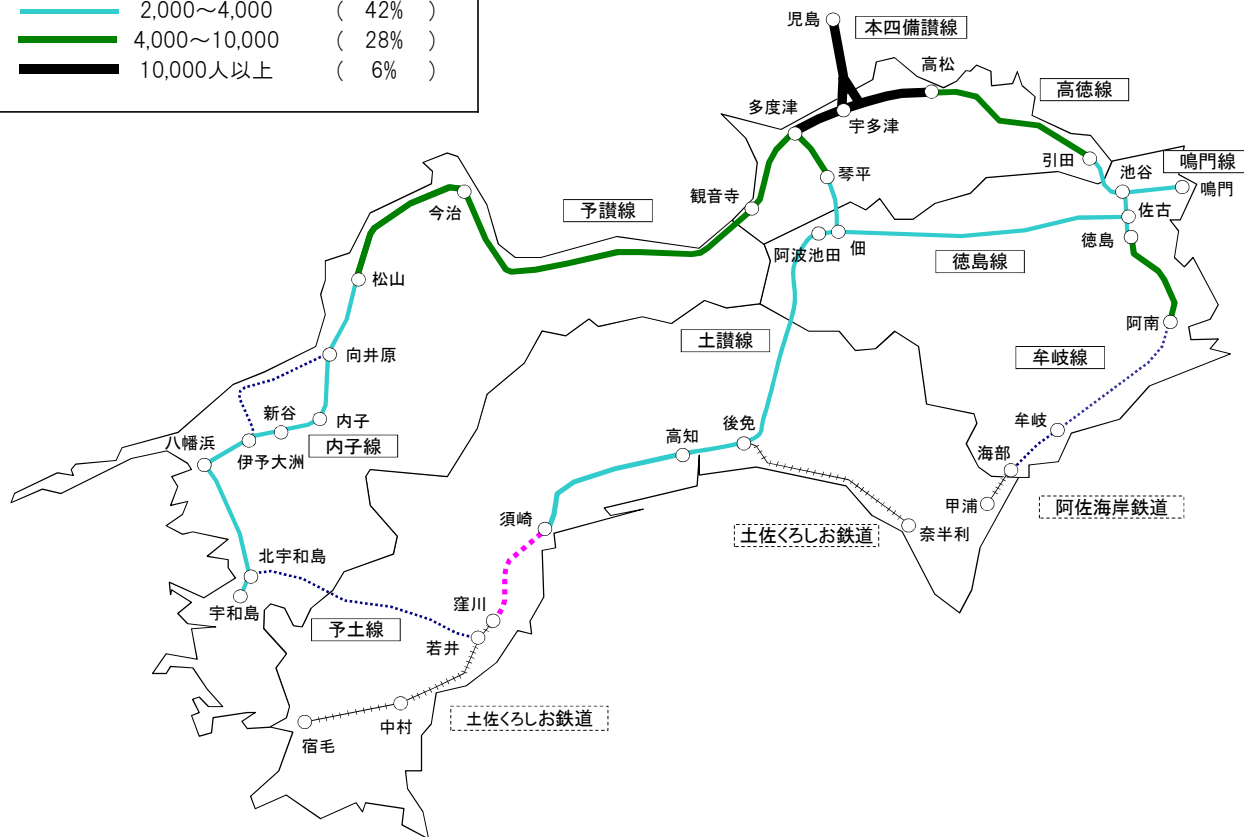 2,000～4,000 ( 42% )
4,000～10,000 ( 28% )
10,000人以上 ( 6% )
児島
本四備讃線
高松
高徳線
多度津
宇多津
引田
池谷
鳴門線
鳴門
琴平
観音寺
佐古
今治
予讃線
徳島
阿波池田
佃
徳島線
松山
阿南
土讃線
向井原
牟岐線
新谷
内子
後免
牟岐
八幡浜
伊予大洲
内子線
高知
海部
甲浦
阿佐海岸鉄道
須崎
土佐くろしお鉄道
奈半利
北宇和島
宇和島
窪川
予土線
若井
土佐くろしお鉄道
中村
宿毛